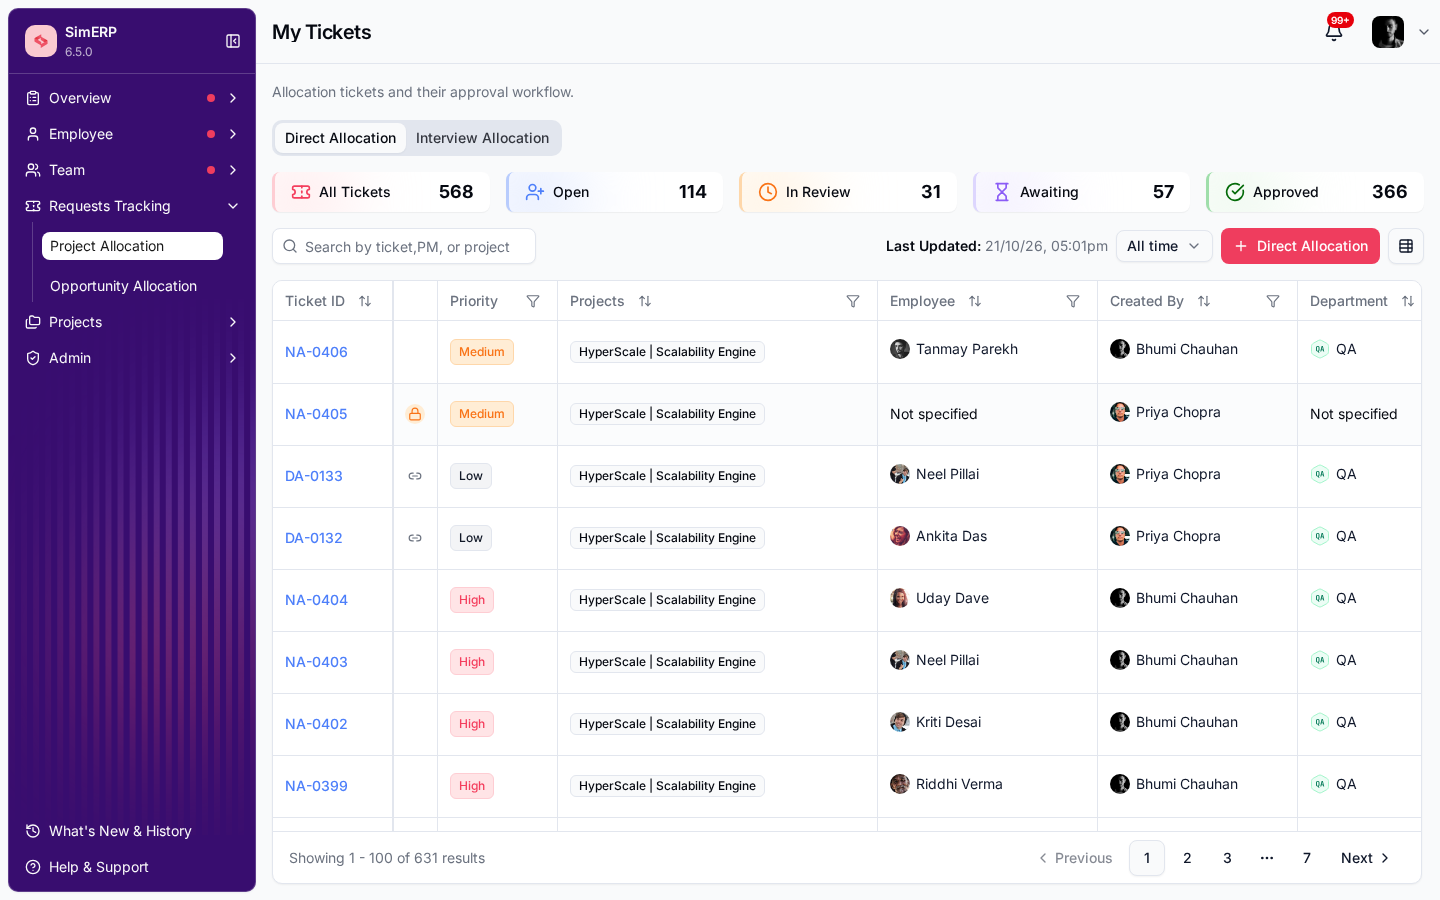 SimERP
6.5.0
Overview
Employee
Team
Requests Tracking
Project Allocation
Opportunity Allocation
Projects
Admin
What's New & History
Help & Support
My Tickets
99+
Allocation tickets and their approval workflow.
Direct Allocation Interview Allocation
All Tickets 568
Open 114
In Review 31
Awaiting 57
Approved 366
Search by ticket,PM, or project
Last Updated: 21/10/26, 05:01pm
All time
Direct Allocation
Ticket ID Priority Projects Employee Created By Department
NA-0406 Medium HyperScale | Scalability Engine Tanmay Parekh Bhumi Chauhan QA QA
NA-0405 Medium HyperScale | Scalability Engine Not specified Priya Chopra Not specified
DA-0133 Low HyperScale | Scalability Engine Neel Pillai Priya Chopra QA QA
DA-0132 Low HyperScale | Scalability Engine Ankita Das Priya Chopra QA QA
NA-0404 High HyperScale | Scalability Engine Uday Dave Bhumi Chauhan QA QA
NA-0403 High HyperScale | Scalability Engine Neel Pillai Bhumi Chauhan QA QA
NA-0402 High HyperScale | Scalability Engine Kriti Desai Bhumi Chauhan QA QA
NA-0399 High HyperScale | Scalability Engine Riddhi Verma Bhumi Chauhan QA QA
Showing 1 - 100 of 631 results
Previous 1 2 3 ··· 7 Next